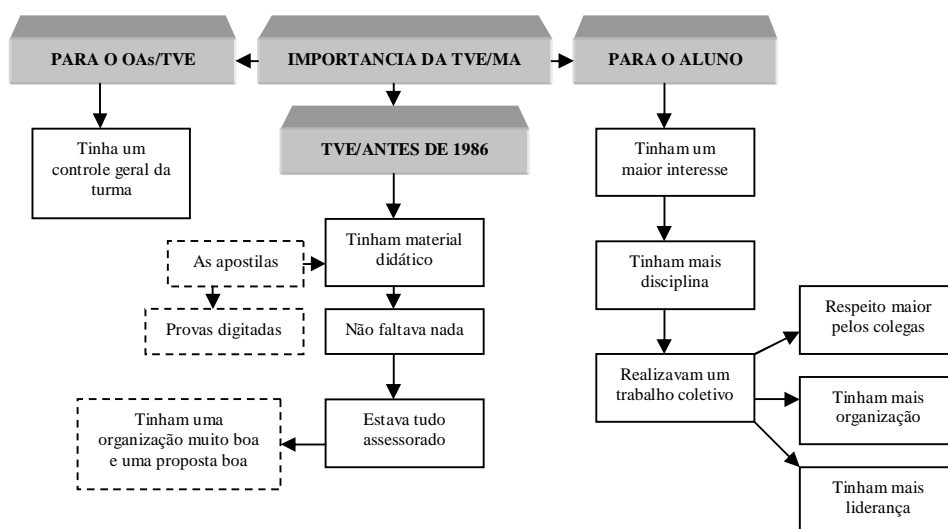 PARA O OAs/TVE
IMPORTANCIA DA TVE/MA
PARA O ALUNO
TVE/ANTES DE 1986
Tinha um
controle geral da
turma
Tinham material
didático
As apostilas
Provas digitadas
Não faltava nada
Estava tudo
assessorado
Tinham uma
organização muito boa
e uma proposta boa
Tinham um
maior interesse
Tinham mais
disciplina
Realizavam um
trabalho coletivo
Respeito maior
pelos colegas
Tinham mais
organização
Tinham mais
liderança